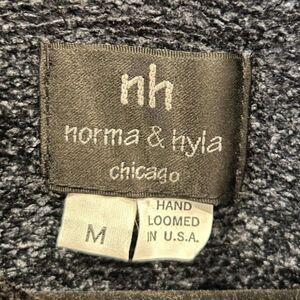 nh
norma & hyla
chicago
M
HAND
LOOMED
IN U.S.A.